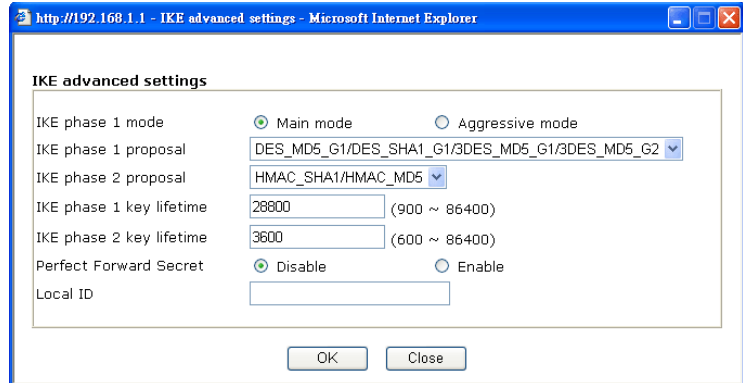 http://192.168.1.1 - IKE advanced settings - Microsoft Internet Explorer
IKE advanced settings
IKE phase 1 mode Main mode Aggressive mode
IKE phase 1 proposal DES_MD5_G1/DES_SHA1_G1/3DES_MD5_G1/3DES_MD5_G2
IKE phase 2 proposal HMAC_SHA1/HMAC_MD5
IKE phase 1 key lifetime 28800 (900 ~ 86400)
IKE phase 2 key lifetime 3600 (600 ~ 86400)
Perfect Forward Secret Disable Enable
Local ID
OK Close